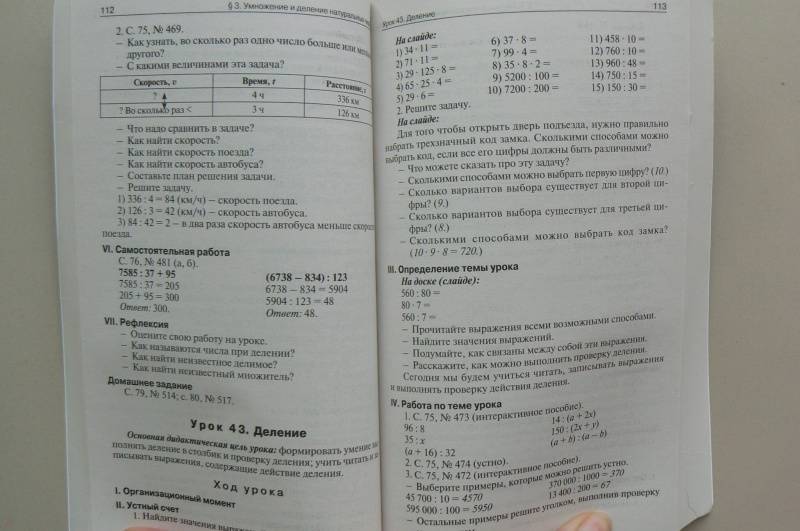 112
§ 3. Умножение и деление натуральных
2. С. 75, № 469.
— Как узнать, во сколько раз одно число больше или
другого?
— С какими величинами эта задача?
Скорость, v
Время, t
Расстояние,
?
4 ч
336 км
? Во сколько раз <
3 ч
126 км
— Что надо сравнить в задаче?
— Как найти скорость?
— Как найти скорость поезда?
— Как найти скорость автобуса?
— Составьте план решения задачи.
— Решите задачу.
1) 336 : 4 = 84 (км/ч) — скорость поезда.
2) 126 : 3 = 42 (км/ч) — скорость автобуса.
3) 84 : 42 = 2 — в два раза скорость автобуса меньше
поезда.
VI. Самостоятельная работа
С. 76, № 481 (а, б).
7585 : 37 + 95
7585 : 37 = 205
205 + 95 = 300
Ответ: 300.
(6738 — 834) : 123
6738 — 834 = 5904
5904 : 123 = 48
Ответ: 48.
VII. Рефлексия
— Оцените свою работу на уроке.
— Как называются числа при делении?
— Как найти неизвестное делимое?
— Как найти неизвестный множитель?
Домашнее задание
С. 79, № 514; с. 80, № 517.
Урок 43. Деление
Основная дидактическая цель урока: формировать умение
полнять деление в столбик и проверку деления; учить читать и
писывать выражения, содержащие действие деления.
Ход урока
I. Организационный момент
II. Устный счет
1. Найдите значения
Урок 43. Деление
113
На слайде:
1) 34 · 11 =
2) 71 · 11 =
3) 29 · 125 · 8 =
4) 65 · 25 · 4 =
5) 29 · 6 =
6) 37 · 8 =
7) 99 · 4 =
8) 35 · 8 · 2 =
9) 5200 : 100 =
10) 7200 : 200 =
11) 458 · 10 =
12) 760 : 10 =
13) 960 : 48 =
14) 750 : 15 =
15) 150 : 30 =
2. Решите задачу.
На слайде:
Для того чтобы открыть дверь подъезда, нужно правильно
набрать трехзначный код замка. Сколькими способами можно
выбрать код, если все его цифры должны быть различными?
— Что можете сказать про эту задачу?
— Сколькими способами можно выбрать первую цифру? (10.)
— Сколько вариантов выбора существует для второй ци-
фры? (9.)
— Сколько вариантов выбора существует для третьей ци-
фры? (8.)
— Сколькими способами можно выбрать код замка?
(10 · 9 · 8 = 720.)
III. Определение темы урока
На доске (слайде):
560 : 80 =
80 · 7 =
560 : 7 =
— Прочитайте выражения всеми возможными способами.
— Найдите значения выражений.
— Подумайте, как связаны между собой эти выражения.
— Расскажите, как можно выполнить проверку деления.
Сегодня мы будем учиться читать, записывать выражения
и выполнять проверку действия деления.
IV. Работа по теме урока
1. С. 75, № 473 (интерактивное пособие).
96 : 8
35 : x
(a + 16) : 32
14 : (a + 2x)
150 : (2x + y)
(a + b) : (a — b)
2. С. 75, № 474 (устно).
3. С. 75, № 472 (интерактивное пособие).
— Выберите примеры, которые можно решить устно.
45 700 : 10 = 4570
370 000 : 1000 = 370
595 000 : 100 = 5950
13 400 : 200 = 67
— Остальные примеры решите уголком, выполнив проверку